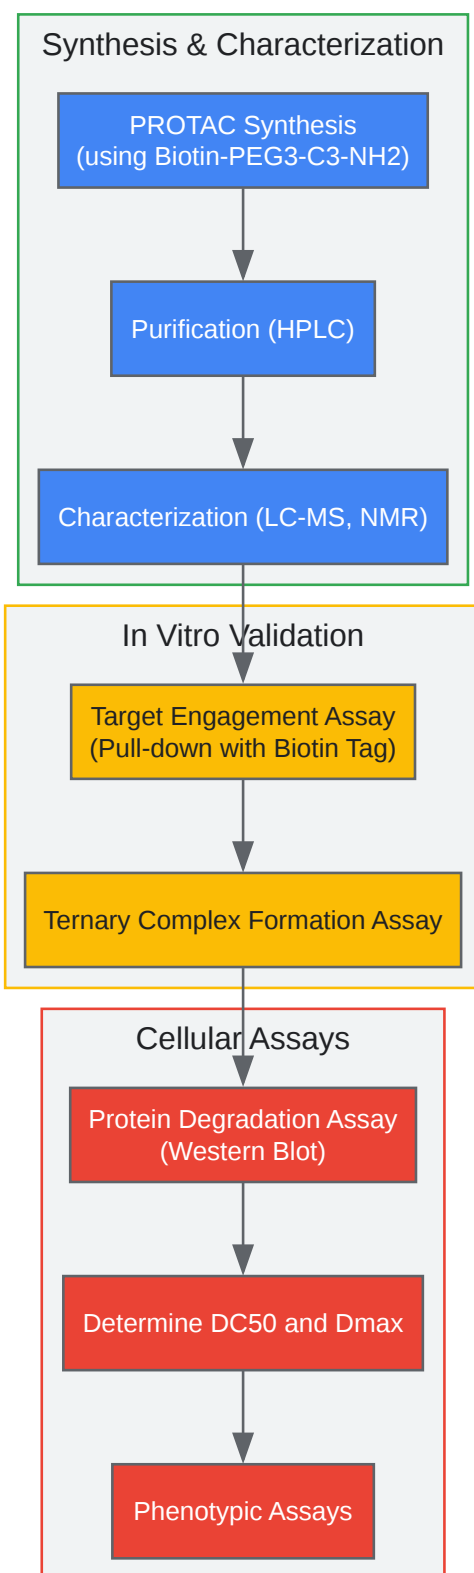 Synthesis & Characterization
PROTAC Synthesis
(using Biotin-PEG3-C3-NH2)
Purification (HPLC)
Characterization (LC-MS, NMR)
In Vitro Validation
Target Engagement Assay
(Pull-down with Biotin Tag)
Ternary Complex Formation Assay
Cellular Assays
Protein Degradation Assay
(Western Blot)
Determine DC50 and Dmax
Phenotypic Assays